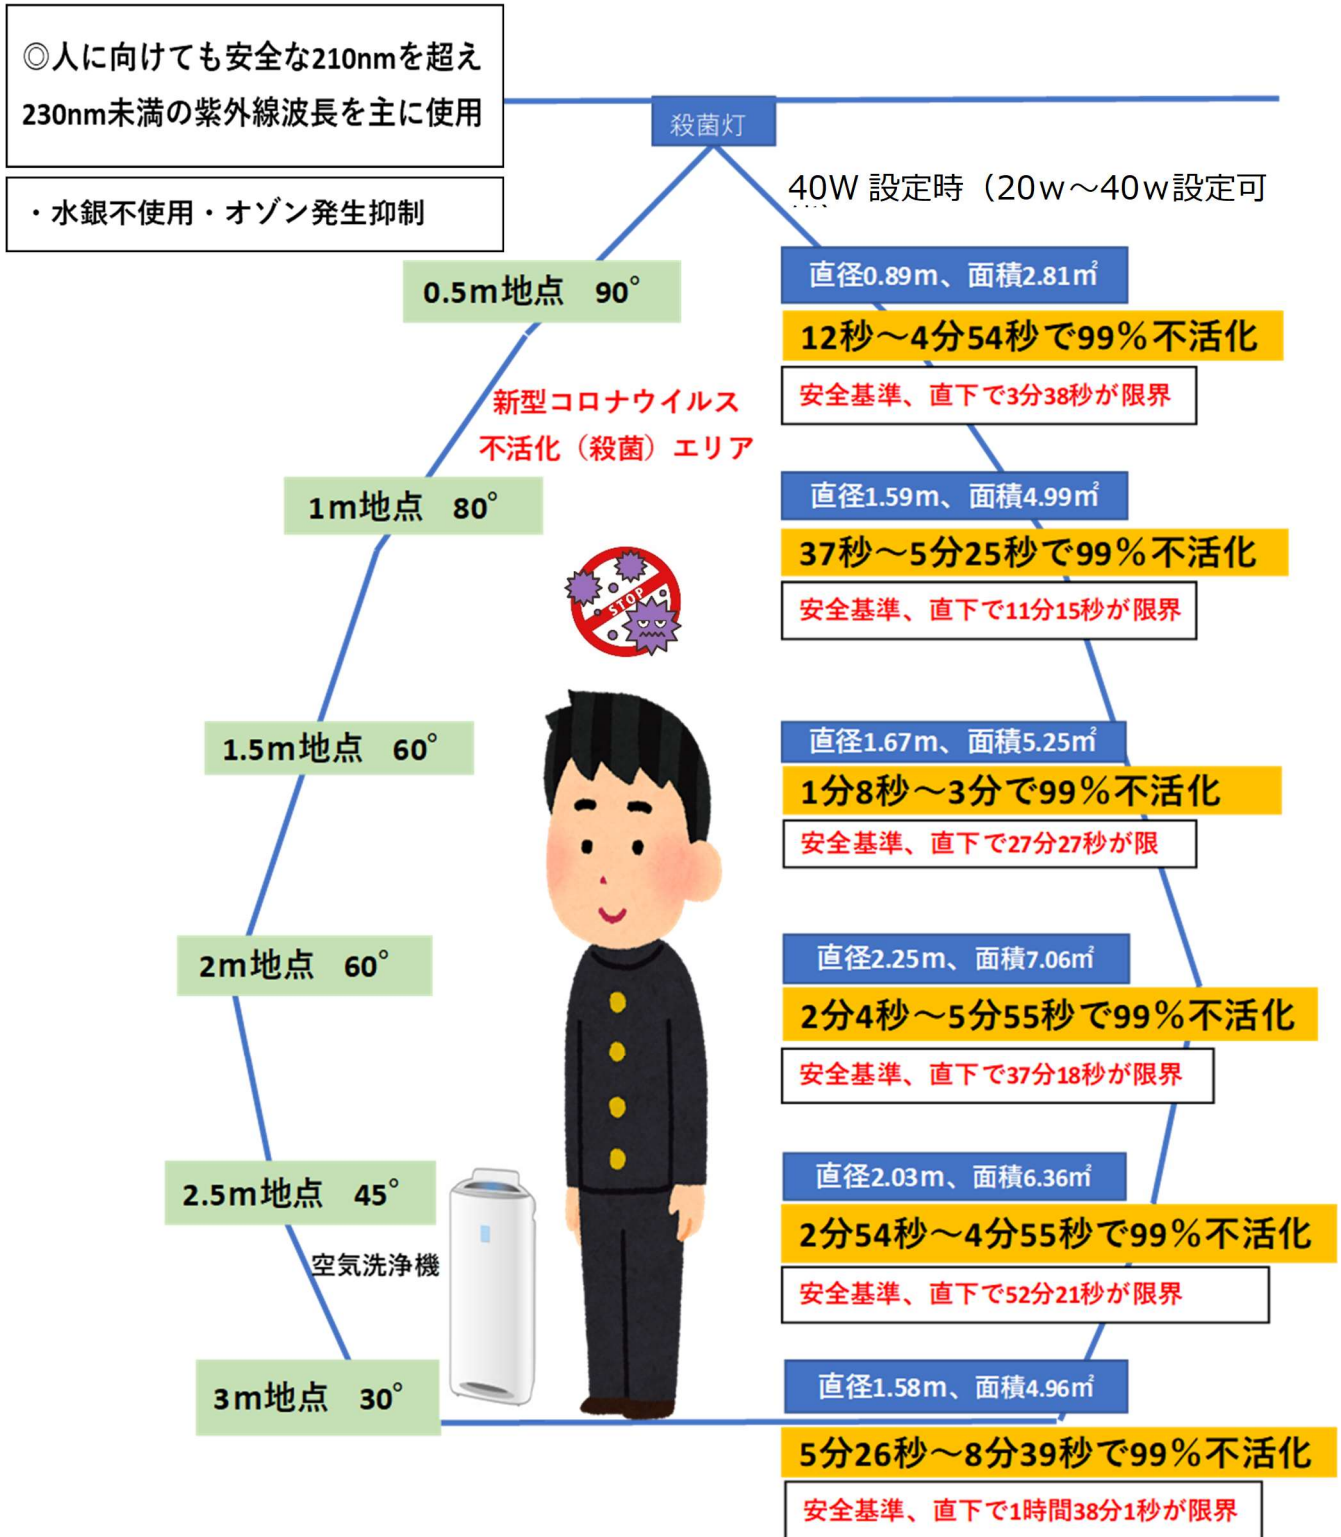 ◎人に向けても安全な210nmを超え
230nm未満の紫外線波長を主に使用
・水銀不使用・オゾン発生抑制
殺菌灯
40W 設定時（20ｗ～40ｗ設定可
0.5m地点　90°
直径0.89m、面積2.81㎡
12秒～4分54秒で99％不活化
安全基準、直下で3分38秒が限界
新型コロナウイルス
不活化（殺菌）エリア
1m地点　80°
直径1.59m、面積4.99㎡
37秒～5分25秒で99％不活化
安全基準、直下で11分15秒が限界
STOP
1.5m地点　60°
直径1.67m、面積5.25㎡
1分8秒～3分で99％不活化
安全基準、直下で27分27秒が限
2m地点　60°
直径2.25m、面積7.06㎡
2分4秒～5分55秒で99％不活化
安全基準、直下で37分18秒が限界
2.5m地点　45°
直径2.03m、面積6.36㎡
2分54秒～4分55秒で99％不活化
安全基準、直下で52分21秒が限界
空気洗浄機
3m地点　30°
直径1.58m、面積4.96㎡
5分26秒～8分39秒で99％不活化
安全基準、直下で1時間38分1秒が限界